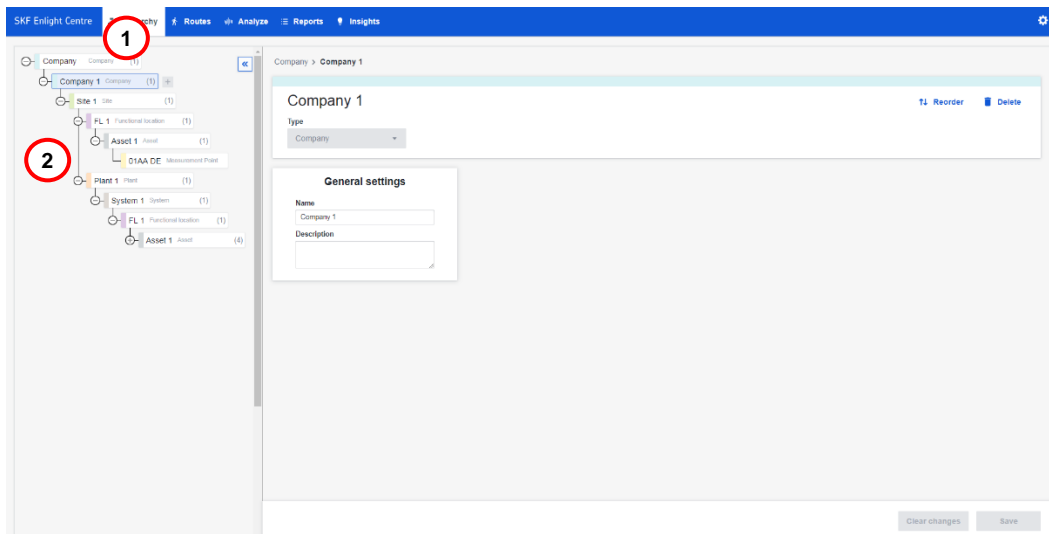 SKF Enlight Centre rchy Routes Analyze Reports Insights
1
Company Company (1)
Company 1 Company (1) +
Site 1 Site (1)
FL 1 Functional location (1)
Asset 1 Asset (1)
2
01AA DE Measurement Point
Plant 1 Plant (1)
System 1 System (1)
FL 1 Functional location (1)
Asset 1 Asset (4)
«
Company > Company 1
Company 1
Reorder Delete
Type
Company
General settings
Name
Company 1
Description
Clear changes Save